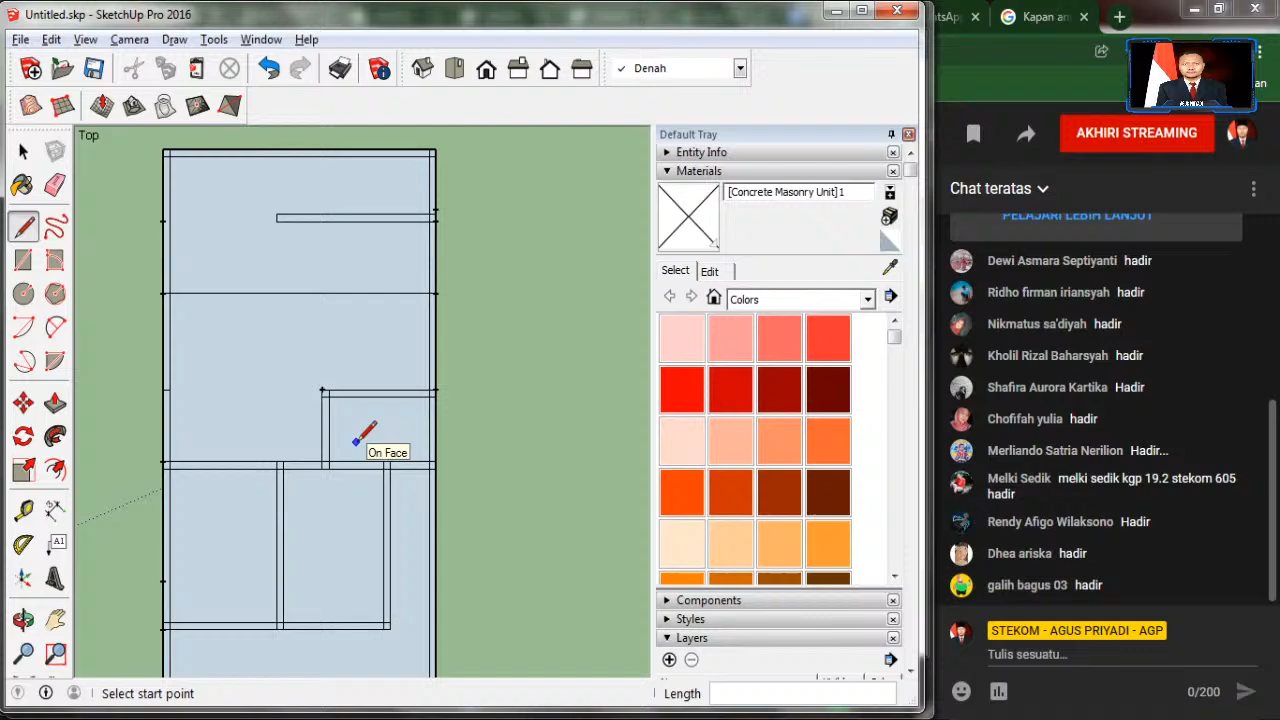 Untitled.skp - SketchUp Pro 2016
File Edit View Camera Draw Tools Window Help
Denah
Top
A1
On Face
Default Tray
Entity Info
Materials
[Concrete Masonry Unit]1
Select Edit
Colors
Components
Styles
Layers
Select start point
Length
Kapan an
AKHIRI STREAMING
Chat teratas
PELAJARI LEBIH LANJUT
Dewi Asmara Septiyanti hadir
Ridho firman iriansyah hadir
Nikmatus sa'diyah hadir
Kholil Rizal Baharsyah hadir
Shafira Aurora Kartika Hadir
Chofifah yulia hadir
Merliando Satria Nerilion Hadir...
Melki Sedik melki sedik kgp 19.2 stekom 605
hadir
Rendy Afigo Wilaksono Hadir
Dhea ariska hadir
galih bagus 03 hadir
STEKOM - AGUS PRIYADI - AGP
Tulis sesuatu...
0/200